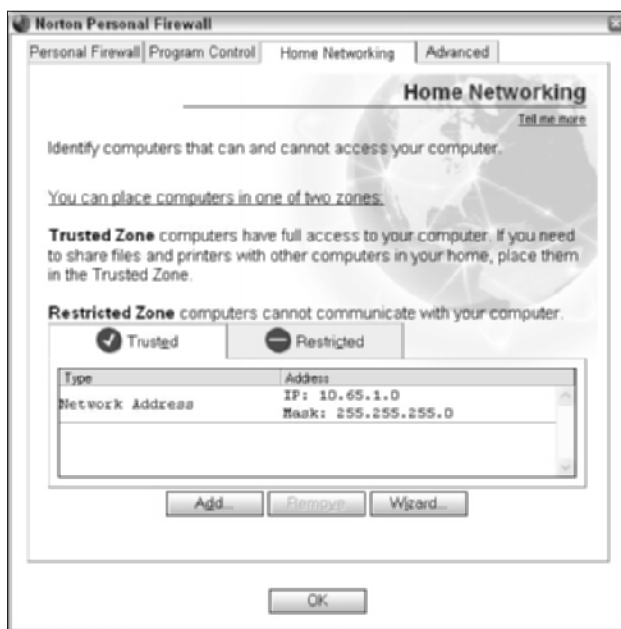 Norton Personal Firewall
Personal Firewall Program Control Home Networking Advanced
Home Networking
Tell me more
Identify computers that can and cannot access your computer.
You can place computers in one of two zones:
Trusted Zone computers have full access to your computer. If you need
to share files and printers with other computers in your home, place them
in the Trusted Zone.
Restricted Zone computers cannot communicate with your computer.
Trusted Restricted
Type Address
Network Address IP: 10.65.1.0
Mask: 255.255.255.0
Add... Remove Wizard...
OK